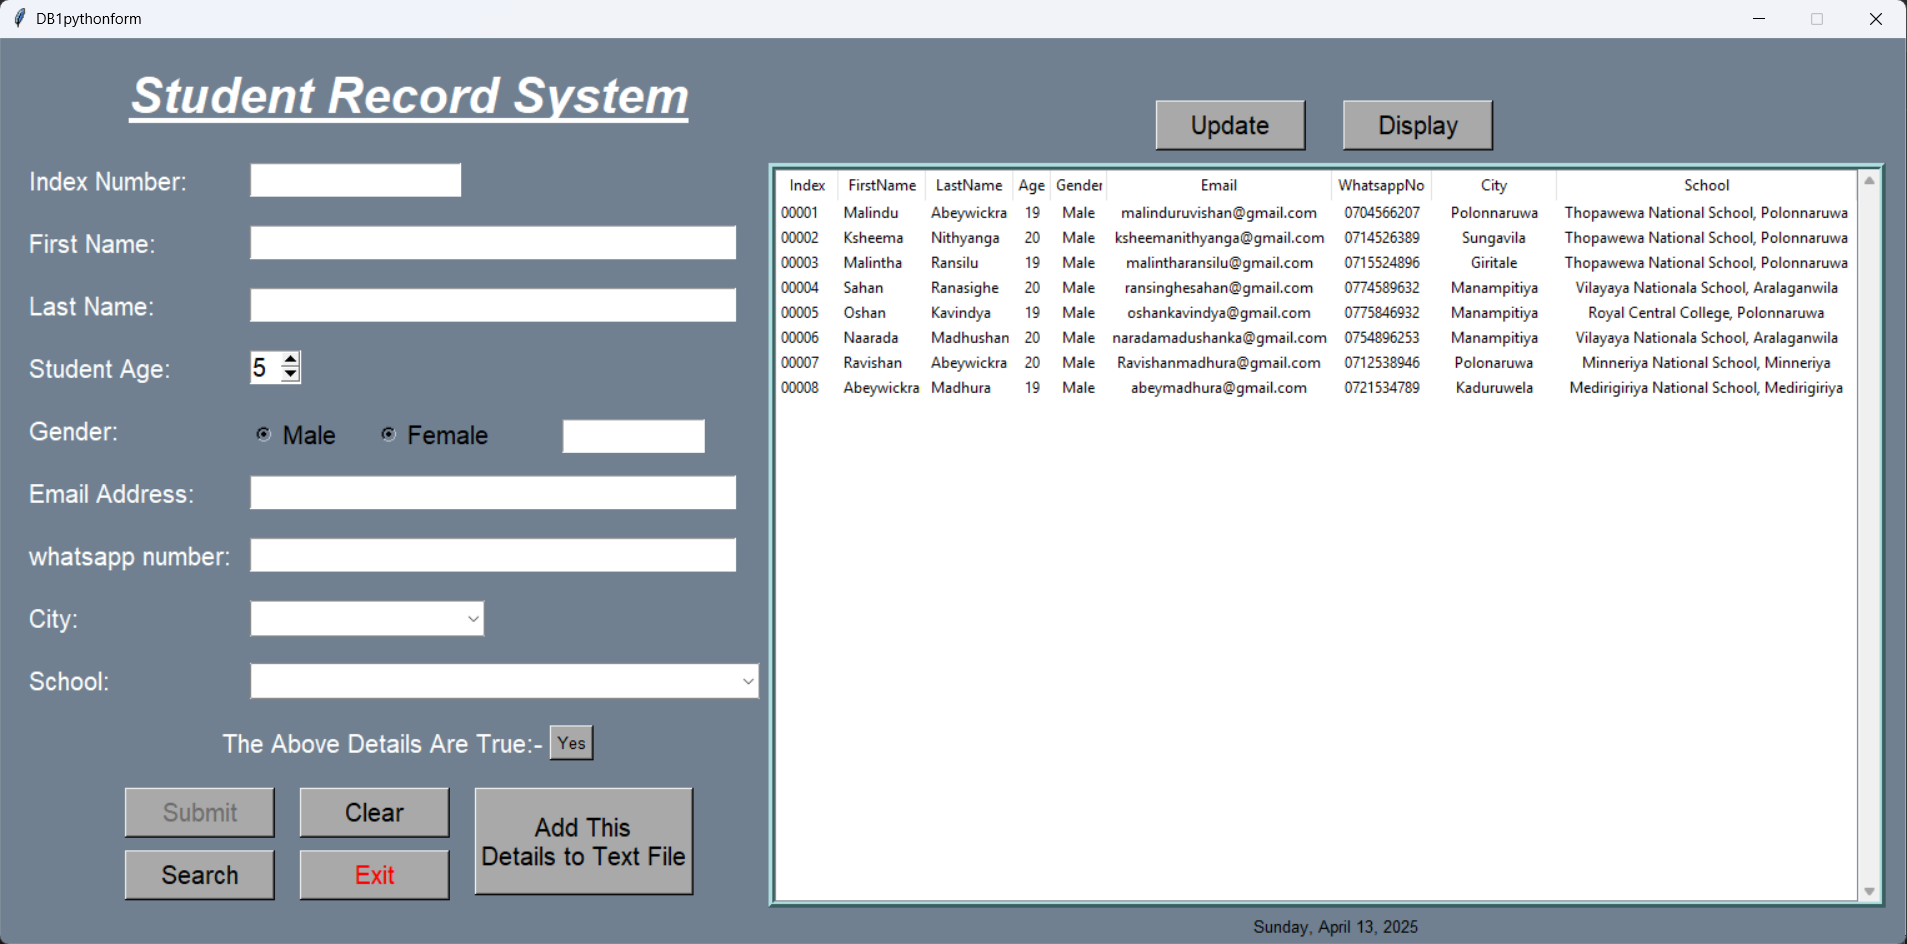 DB1pythonform
Student Record System
Index Number:
First Name:
Last Name:
Student Age:
5
Gender:
Male Female
Email Address:
whatsapp number:
City:
School:
The Above Details Are True:- Yes
Submit Clear
Add This
Details to Text File
Search Exit
Update Display
Index FirstName LastName Age Gender Email WhatsappNo City School
00001 Malindu Abeywickra 19 Male malinduruvishan@gmail.com 0704566207 Polonnaruwa Thopawewa National School, Polonnaruwa
00002 Ksheema Nithyanga 20 Male ksheemanithyanga@gmail.com 0714526389 Sungavila Thopawewa National School, Polonnaruwa
00003 Malintha Ransilu 19 Male malintharansilu@gmail.com 0715524896 Giritale Thopawewa National School, Polonnaruwa
00004 Sahan Ranasighe 20 Male ransinghesahan@gmail.com 0774589632 Manampitiya Vilayaya Nationala School, Aralaganwila
00005 Oshan Kavindya 19 Male oshankavindya@gmail.com 0775846932 Manampitiya Royal Central College, Polonnaruwa
00006 Naarada Madhushan 20 Male naradamadushanka@gmail.com 0754896253 Manampitiya Vilayaya Nationala School, Aralaganwila
00007 Ravishan Abeywickra 20 Male Ravishanmadhura@gmail.com 0712538946 Polonaruwa Minneriya National School, Minneriya
00008 Abeywickra Madhura 19 Male abeymadhura@gmail.com 0721534789 Kaduruwela Medirigiriya National School, Medirigiriya
Sunday, April 13, 2025